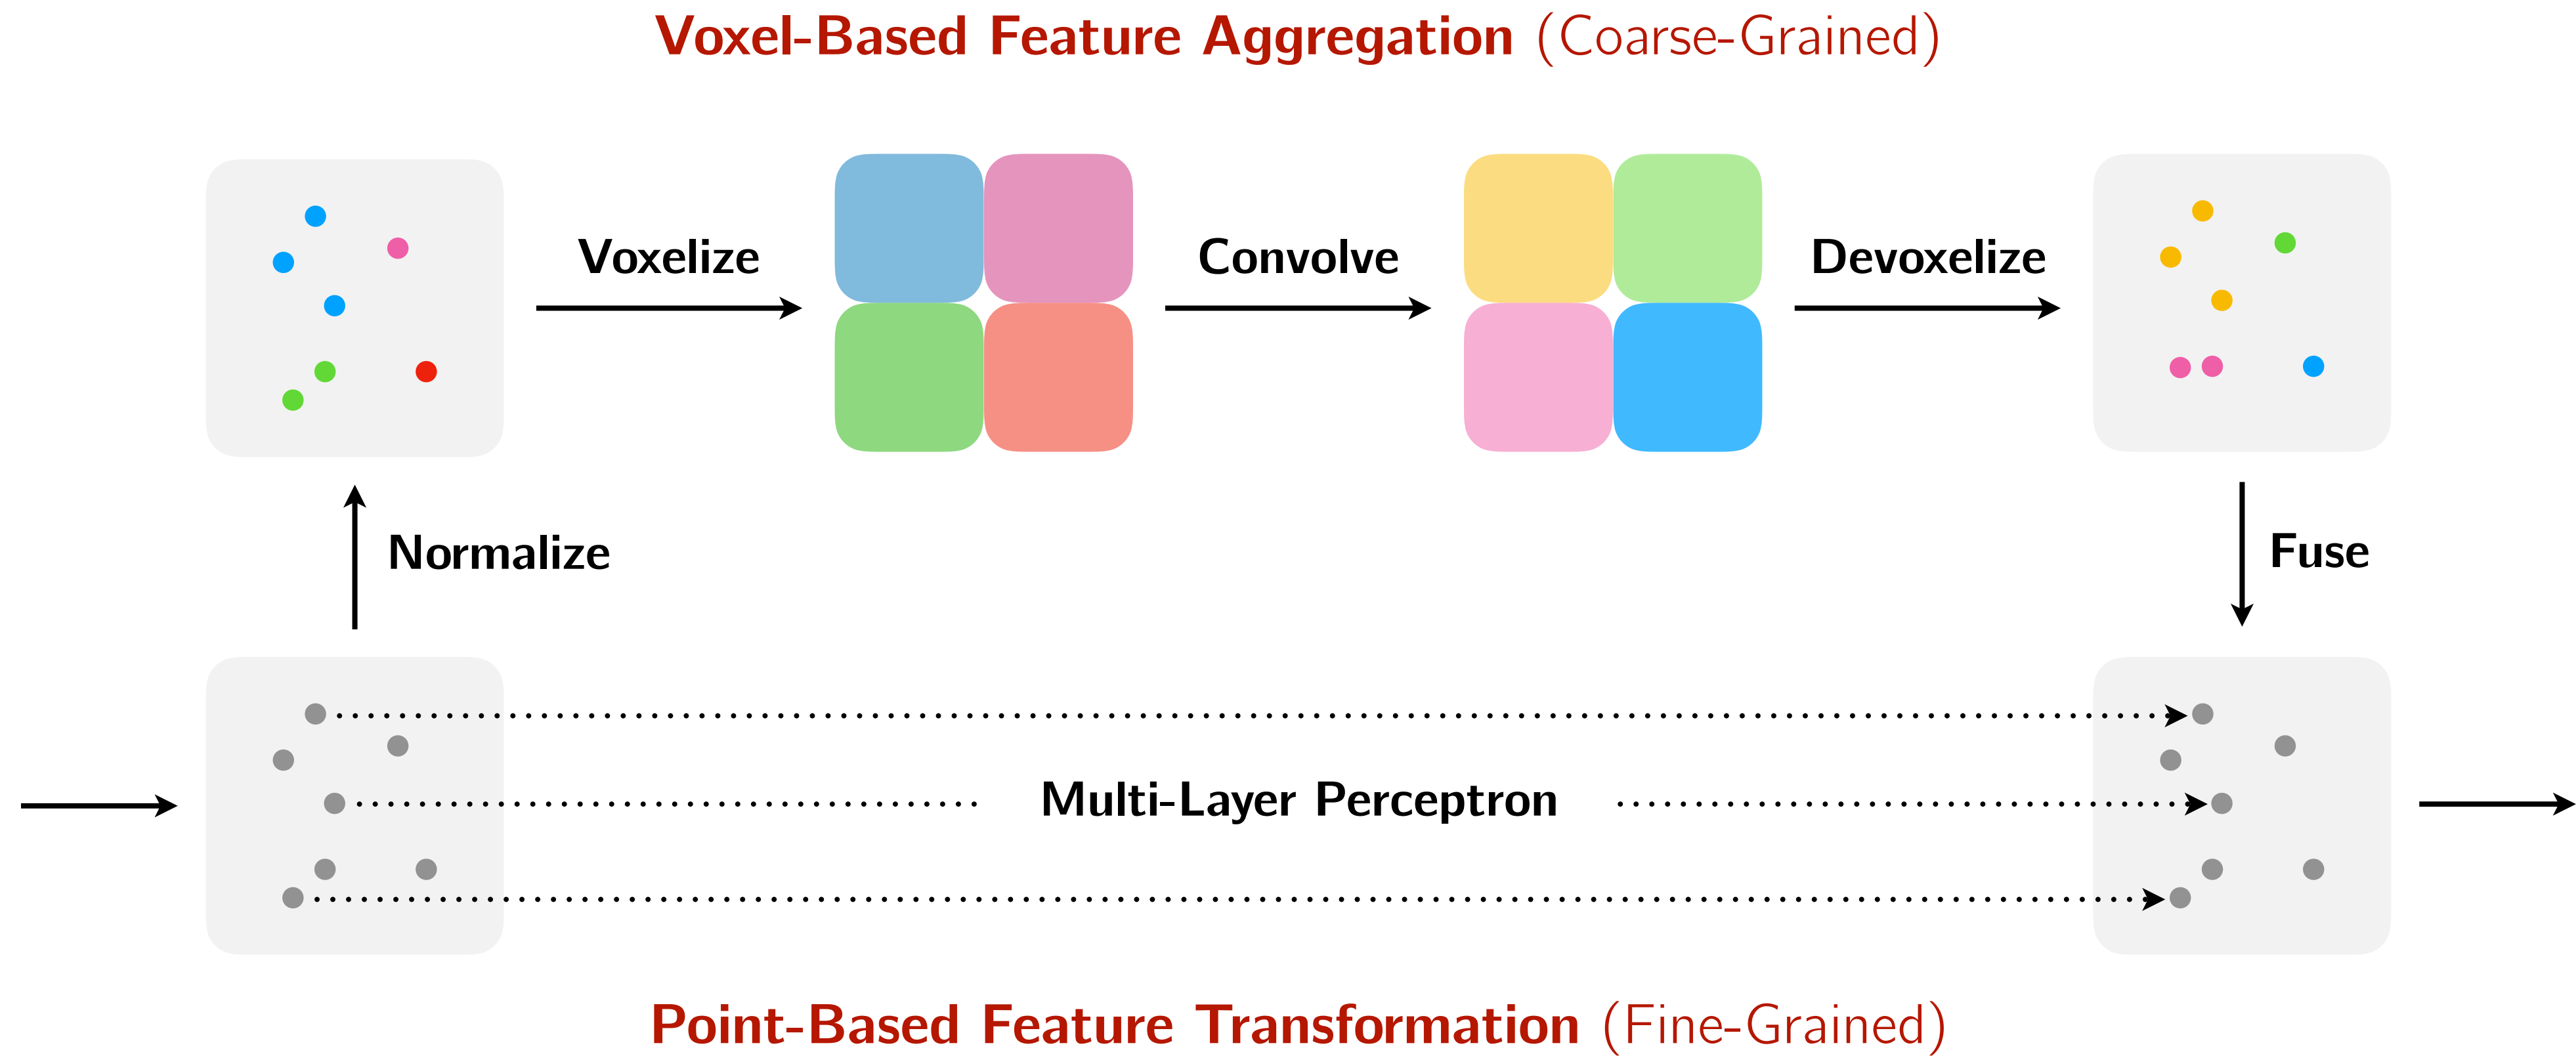 Voxel-Based Feature Aggregation (Coarse-Grained)
Voxelize
Convolve
Devoxelize
Normalize
Fuse
Multi-Layer Perceptron
Point-Based Feature Transformation (Fine-Grained)